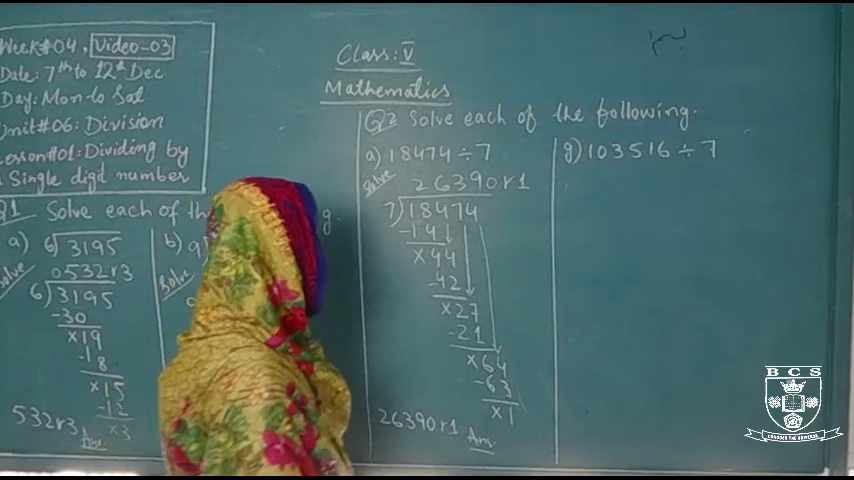 Week#04, Video-03
Date: 7th to 12th Dec
Day: Mon to Sat
Unit#06: Division
Lesson#01: Dividing by
Single digit number
Class: V
Mathematics
Q1 Solve each of th
g.
a) 6)3195
Solve
0532r3
6)3195
-30
x19
-18
x15
-12
x3
532r3
Ans.
b) 9)
Solve
Q2 Solve each of the following.
a) 18474÷7
Solve
26390r1
7)18474
-14
x44
-42
x27
-21
x64
-63
x1
26390r1 Ans.
g) 103516÷7
BCS